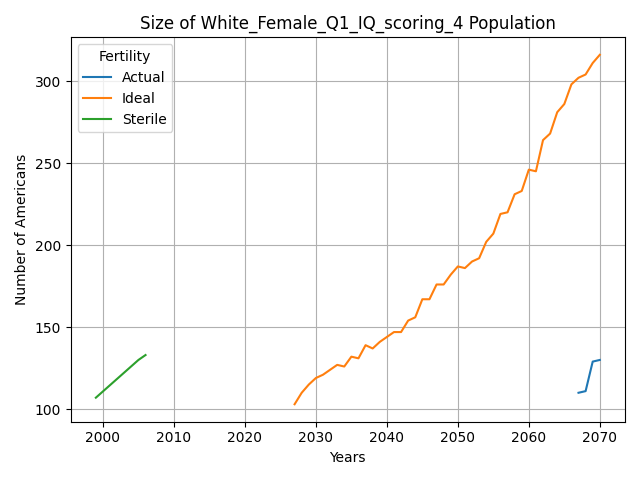 Size of White_Female_Q1_IQ_scoring_4 Population
Fertility
Actual
Ideal
Sterile
Number of Americans
300
250
200
150
100
2000 2010 2020 2030 2040 2050 2060 2070
Years